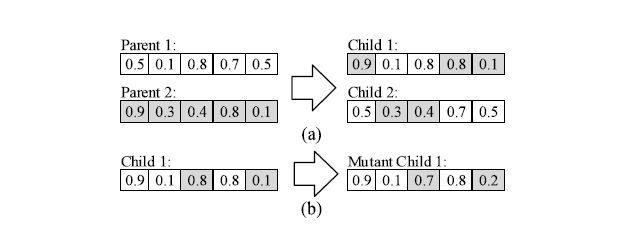 Parent 1:
0.5 0.1 0.8 0.7 0.5
Parent 2:
0.9 0.3 0.4 0.8 0.1
Child 1:
0.9 0.1 0.8 0.8 0.1
Child 2:
0.5 0.3 0.4 0.7 0.5
(a)
Child 1:
0.9 0.1 0.8 0.8 0.1
Mutant Child 1:
0.9 0.1 0.7 0.8 0.2
(b)